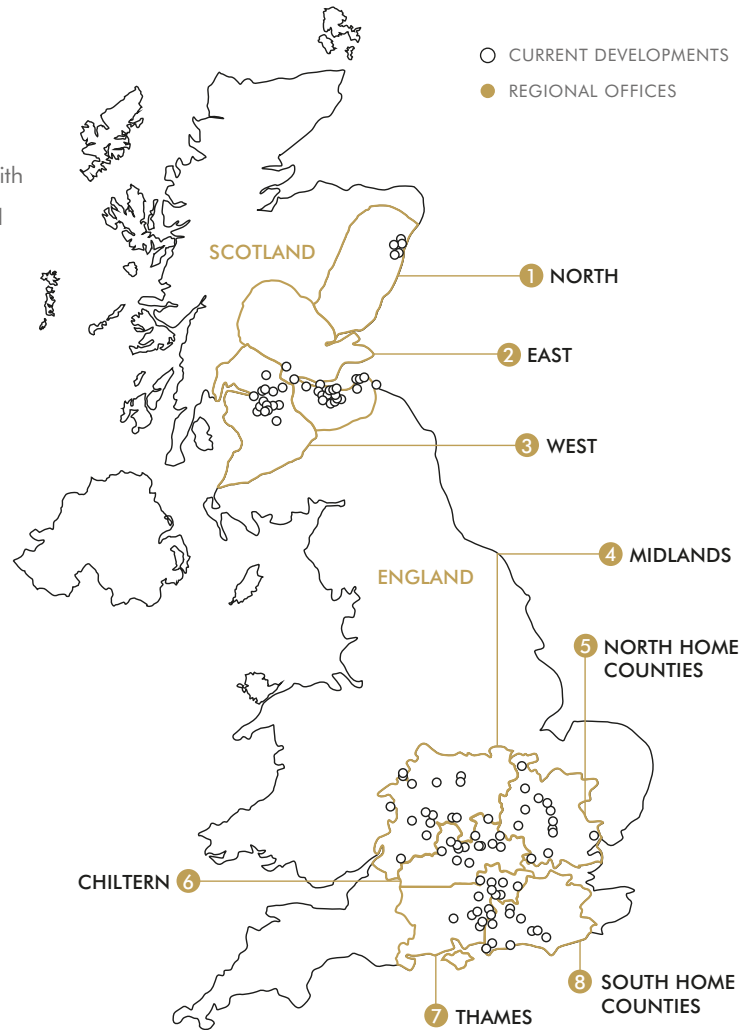 CURRENT DEVELOPMENTS
REGIONAL OFFICES
ith
SCOTLAND
1 NORTH
2 EAST
3 WEST
ENGLAND
4 MIDLANDS
5 NORTH HOME
COUNTIES
CHILTERN 6
8 SOUTH HOME
COUNTIES
7 THAMES